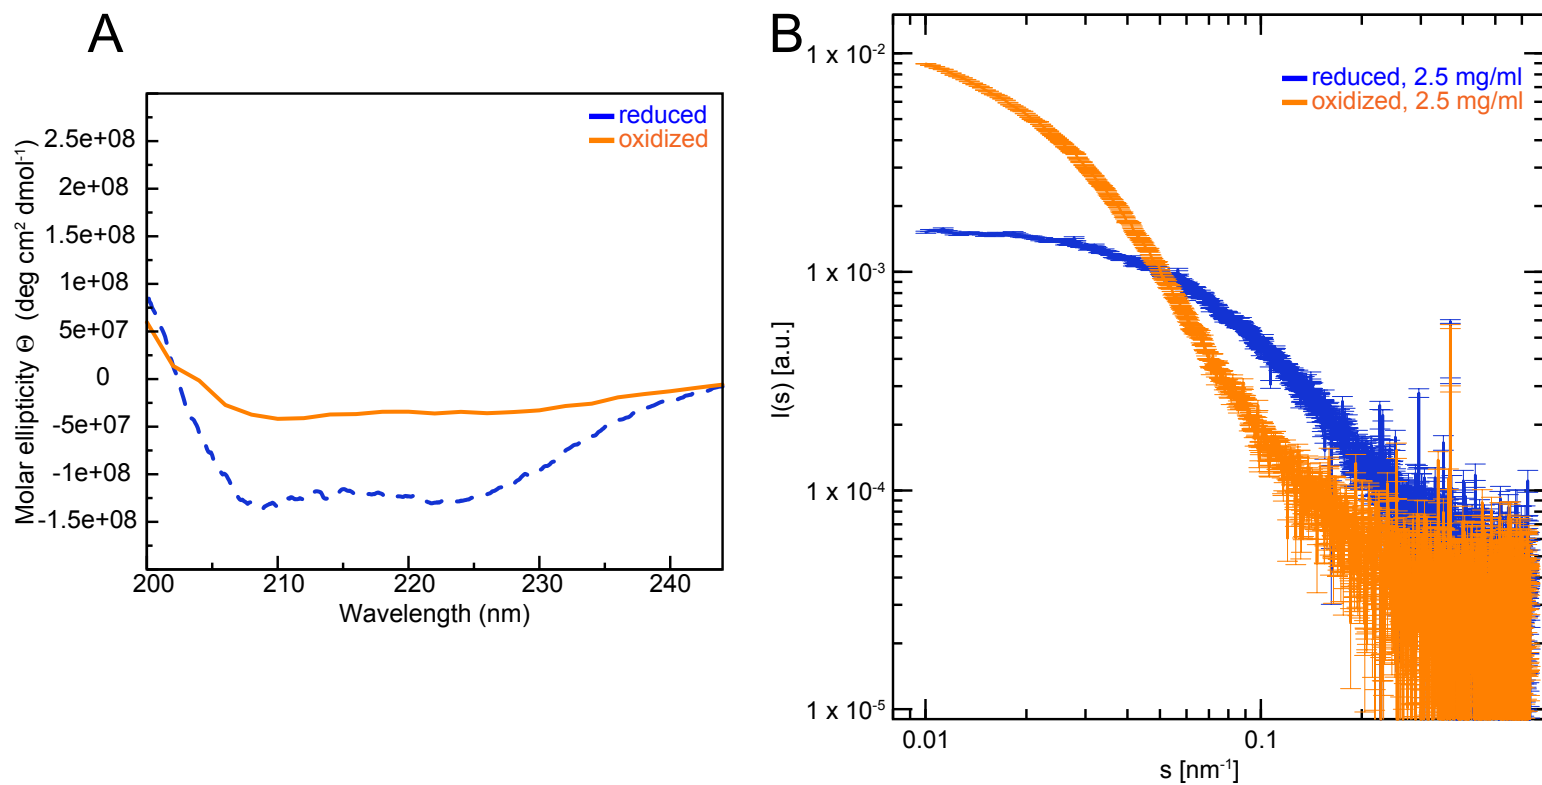 A
reduced
oxidized
2.5e+08
2e+08
1.5e+08
1e+08
5e+07
0
-5e+07
-1e+08
-1.5e+08
Molar ellipticity Θ (deg cm² dmol⁻¹)
200 210 220 230 240
Wavelength (nm)
B
reduced, 2.5 mg/ml
oxidized, 2.5 mg/ml
1 x 10⁻²
1 x 10⁻³
1 x 10⁻⁴
1 x 10⁻⁵
I(s) [a.u.]
0.01 0.1
s [nm⁻¹]